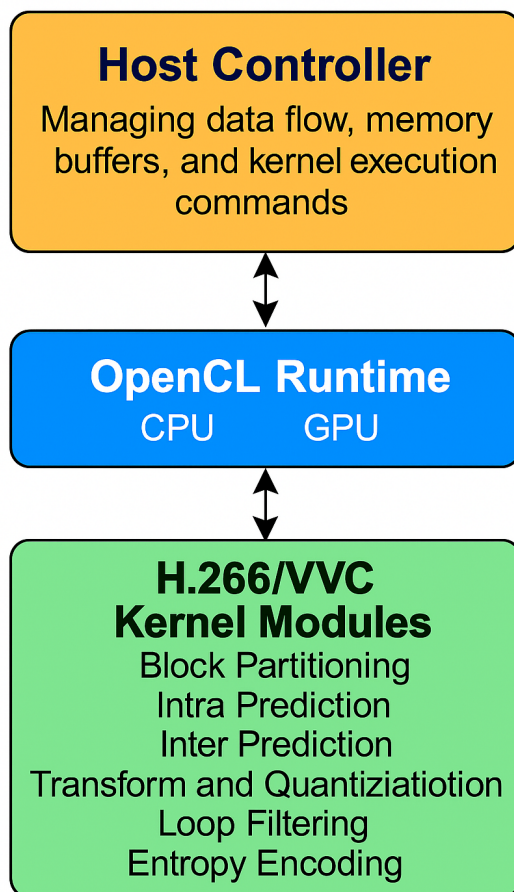 Host Controller
Managing data flow, memory
buffers, and kernel execution
commands
OpenCL Runtime
CPU GPU
H.266/VVC
Kernel Modules
Block Partitioning
Intra Prediction
Inter Prediction
Transform and Quantiziatiotion
Loop Filtering
Entropy Encoding